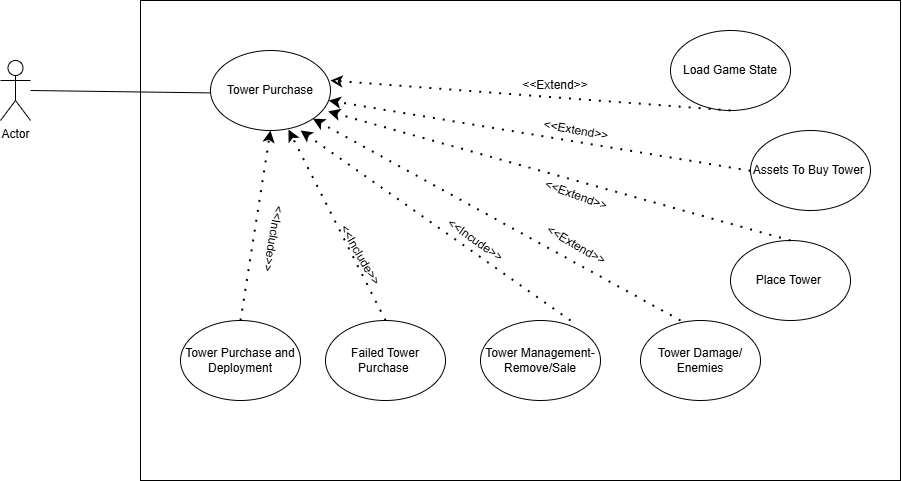 Actor
Tower Purchase
<<Extend>>
Load Game State
<<Extend>>
Assets To Buy Tower
<<Extend>>
Place Tower
<<Include>>
<<Include>>
<<Incude>>
<<Extend>>
Tower Purchase and
Deployment
Failed Tower
Purchase
Tower Management-
Remove/Sale
Tower Damage/
Enemies